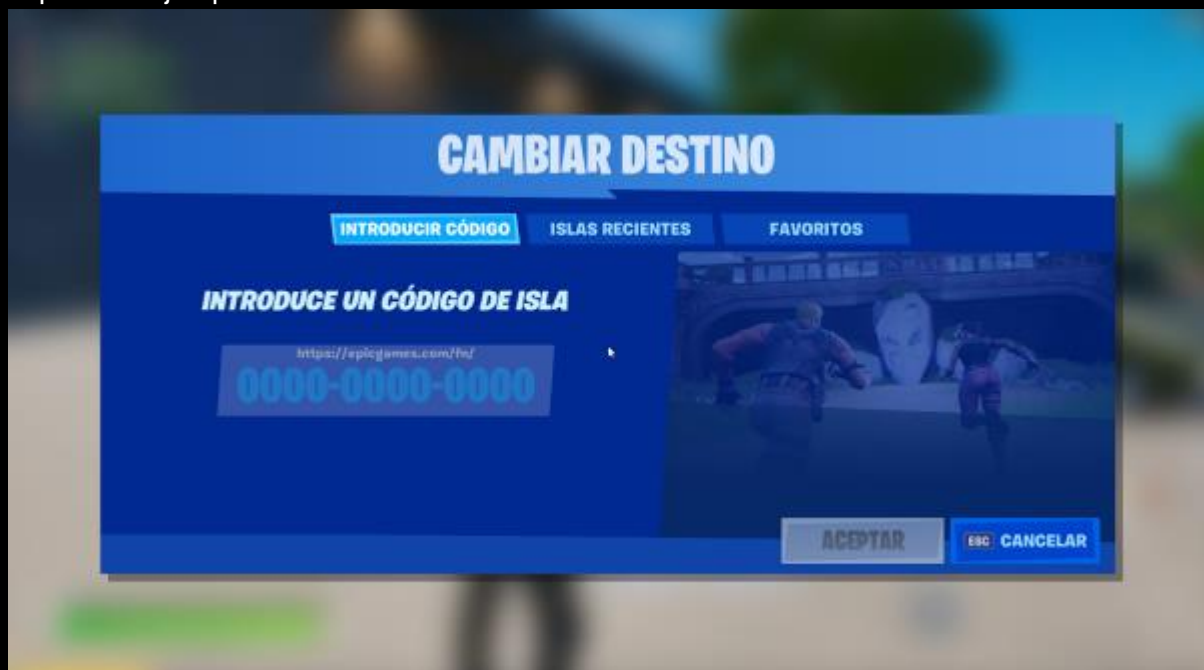 CAMBIAR DESTINO
INTRODUCIR CÓDIGO ISLAS RECIENTES FAVORITOS
INTRODUCE UN CÓDIGO DE ISLA
https://epicgames.com/fn/
0000-0000-0000
ACEPTAR ESC CANCELAR